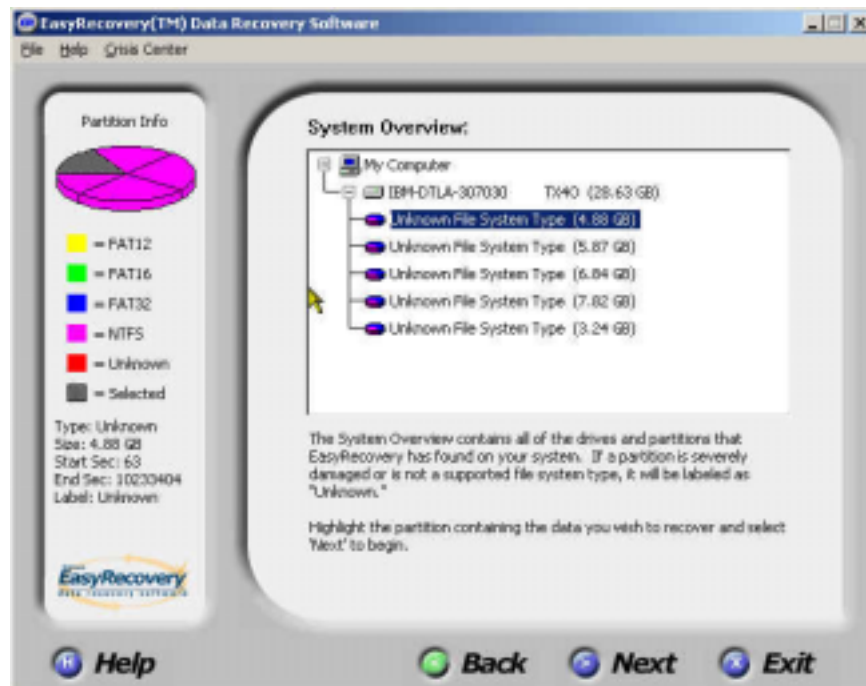 EasyRecovery(TM) Data Recovery Software
File Help Crisis Center
Partition Info
= FAT12
= FAT16
= FAT32
= NTFS
= Unknown
= Selected
Type: Unknown
Size: 4.88 GB
Start Sec: 63
End Sec: 10233404
Label: Unknown
EasyRecovery
data recovery software
System Overview:
My Computer
IBM-DTLA-307030 TX4O (28.63 GB)
Unknown File System Type (4.88 GB)
Unknown File System Type (5.87 GB)
Unknown File System Type (6.84 GB)
Unknown File System Type (7.82 GB)
Unknown File System Type (3.24 GB)
The System Overview contains all of the drives and partitions that
EasyRecovery has found on your system. If a partition is severely
damaged or is not a supported file system type, it will be labeled as
"Unknown."
Highlight the partition containing the data you wish to recover and select
'Next' to begin.
Help
Back
Next
Exit